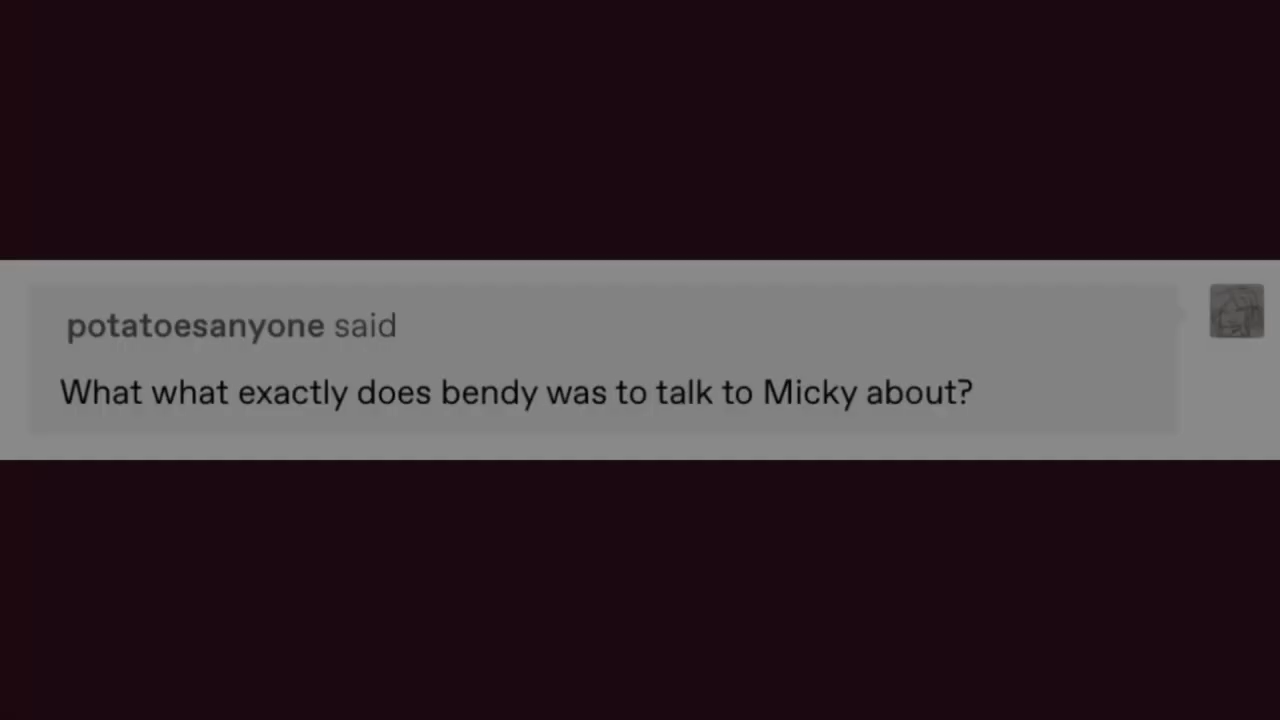 potatoesanyone said
What what exactly does bendy was to talk to Micky about?